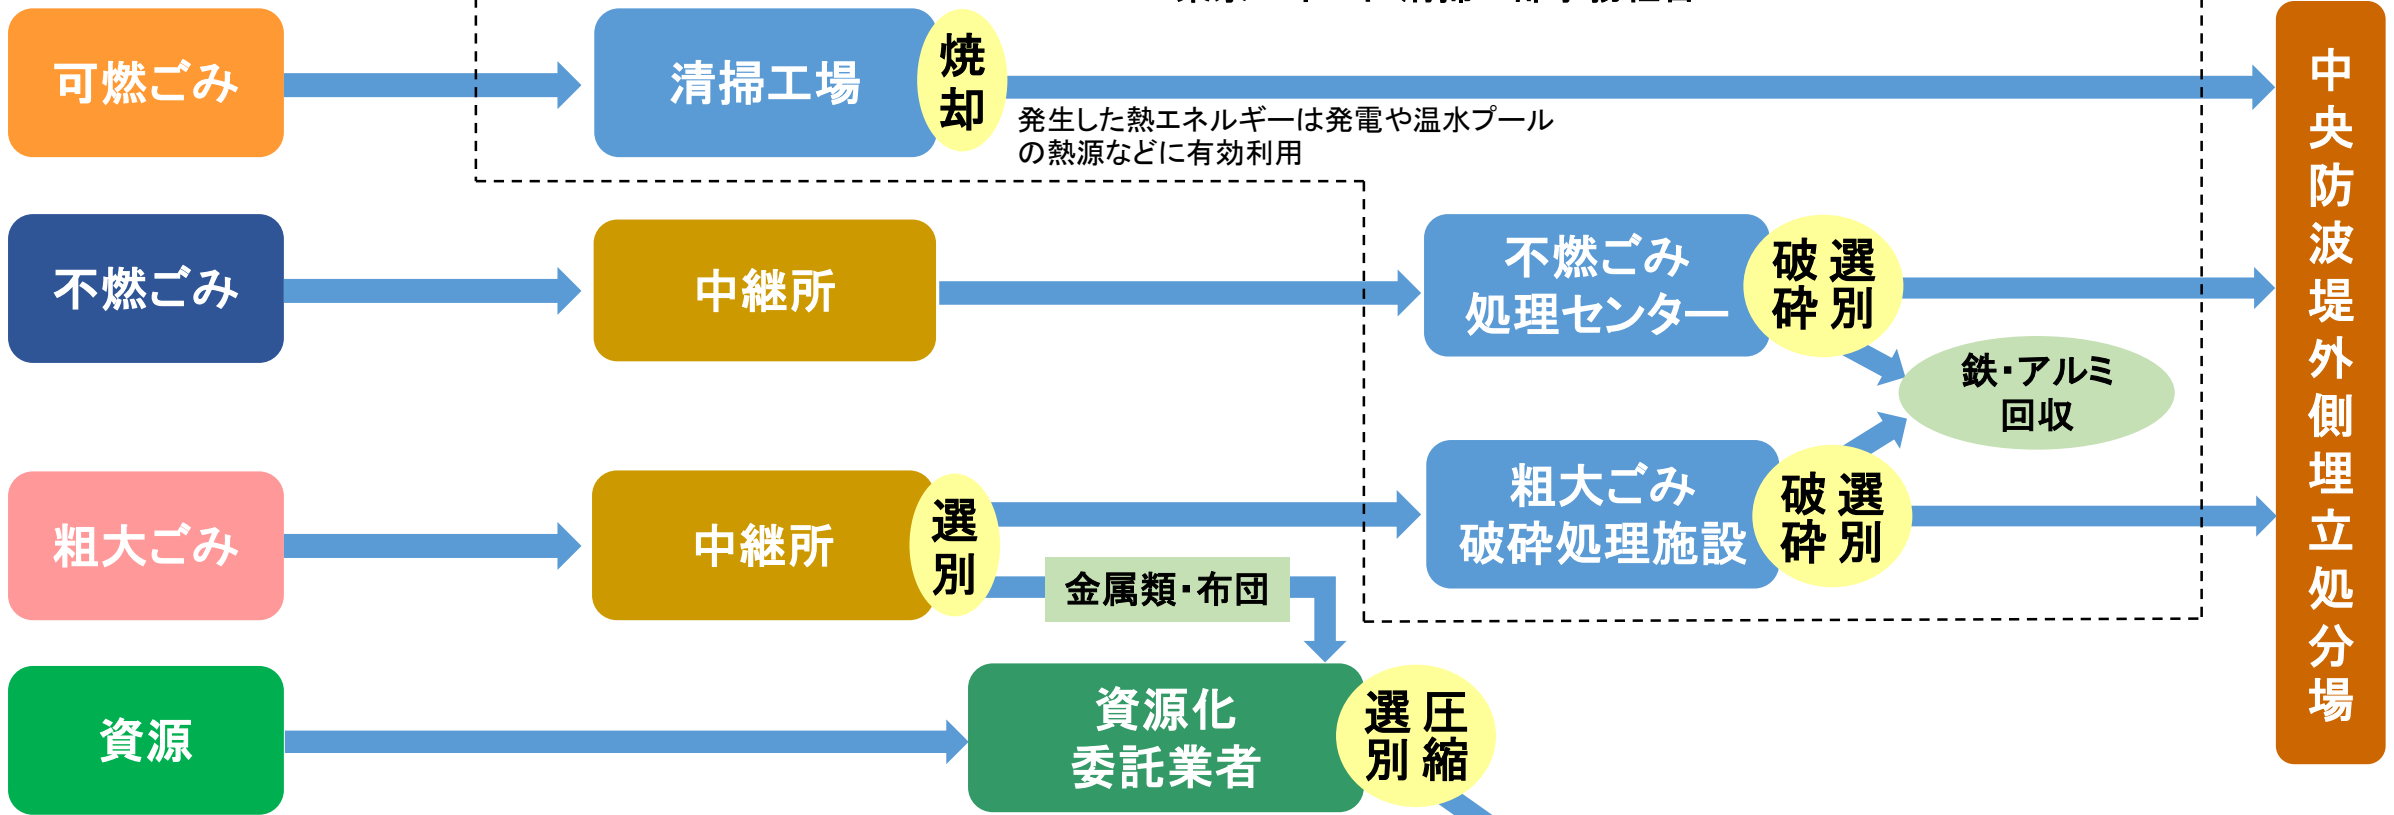 可燃ごみ
清掃工場
焼却
発生した熱エネルギーは発電や温水プール
の熱源などに有効利用
不燃ごみ
中継所
不燃ごみ
処理センター
破砕
選別
鉄・アルミ
回収
粗大ごみ
中継所
選別
粗大ごみ
破砕処理施設
破砕
選別
金属類・布団
資源
資源化
委託業者
選別
圧縮
中央防波堤外側埋立処分場